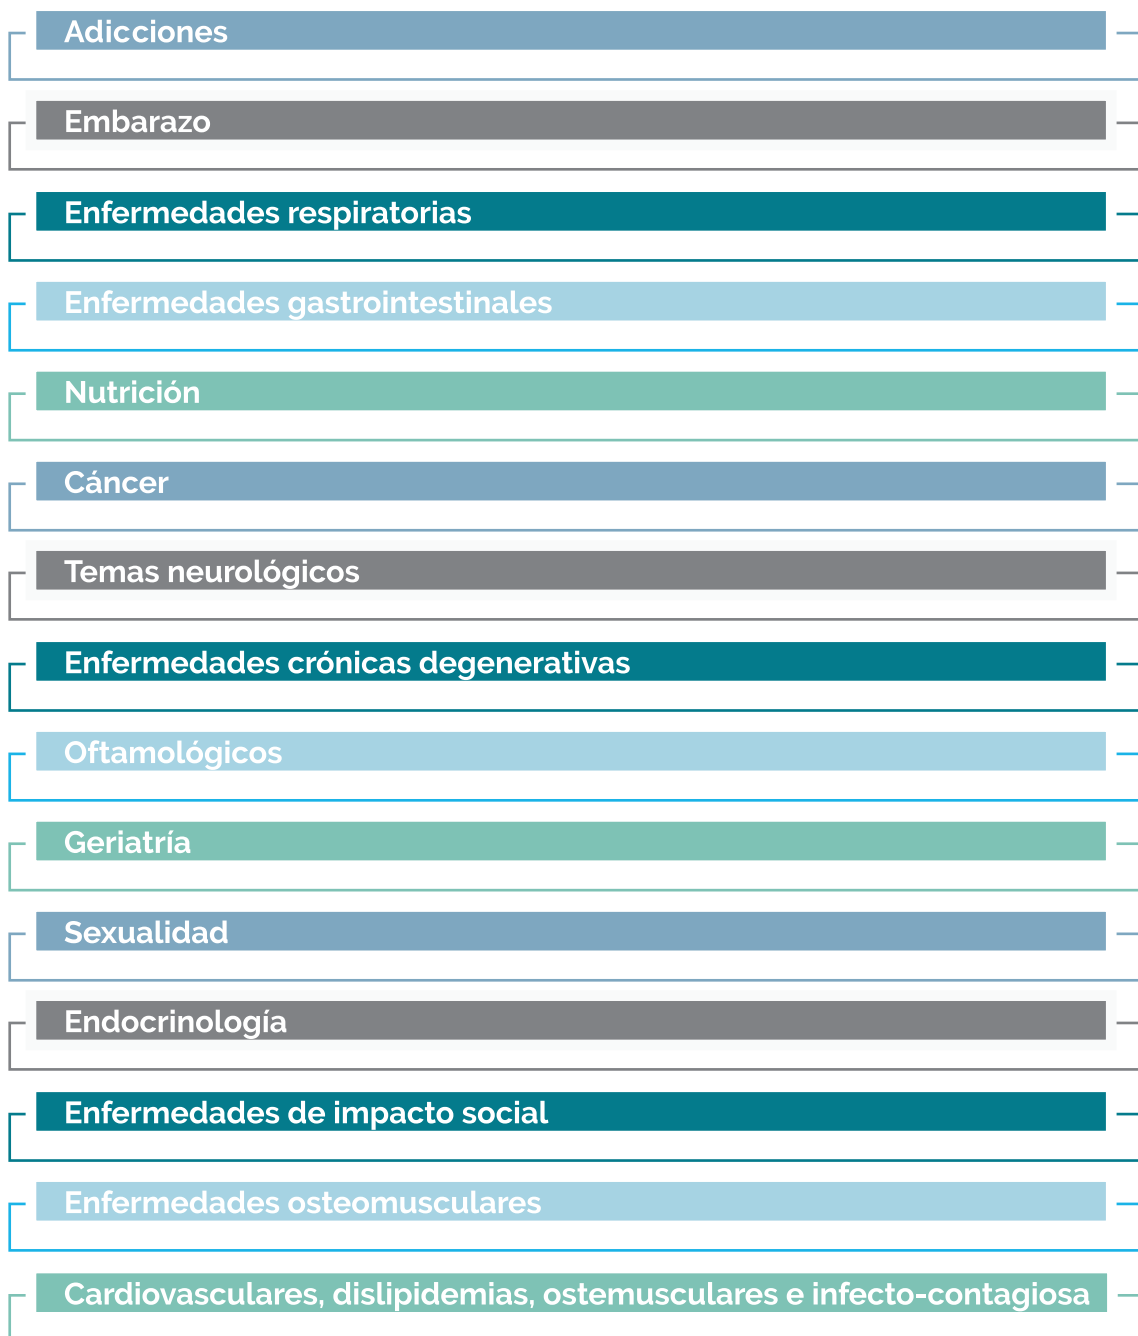 Adicciones
Embarazo
Enfermedades respiratorias
Enfermedades gastrointestinales
Nutrición
Cáncer
Temas neurológicos
Enfermedades crónicas degenerativas
Oftamológicos
Geriatría
Sexualidad
Endocrinología
Enfermedades de impacto social
Enfermedades osteomusculares
Cardiovasculares, dislipidemias, ostemusculares e infecto-contagiosa